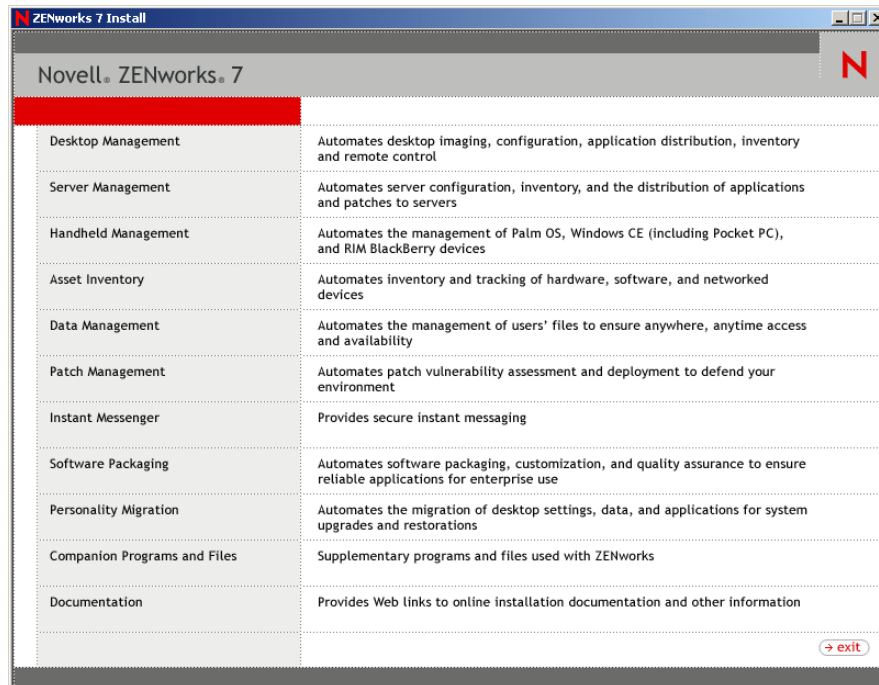 ZENworks 7 Install
Novell® ZENworks® 7
N
Desktop Management
Automates desktop imaging, configuration, application distribution, inventory
and remote control
Server Management
Automates server configuration, inventory, and the distribution of applications
and patches to servers
Handheld Management
Automates the management of Palm OS, Windows CE (including Pocket PC),
and RIM BlackBerry devices
Asset Inventory
Automates inventory and tracking of hardware, software, and networked
devices
Data Management
Automates the management of users’ files to ensure anywhere, anytime access
and availability
Patch Management
Automates patch vulnerability assessment and deployment to defend your
environment
Instant Messenger
Provides secure instant messaging
Software Packaging
Automates software packaging, customization, and quality assurance to ensure
reliable applications for enterprise use
Personality Migration
Automates the migration of desktop settings, data, and applications for system
upgrades and restorations
Companion Programs and Files
Supplementary programs and files used with ZENworks
Documentation
Provides Web links to online installation documentation and other information
→ exit